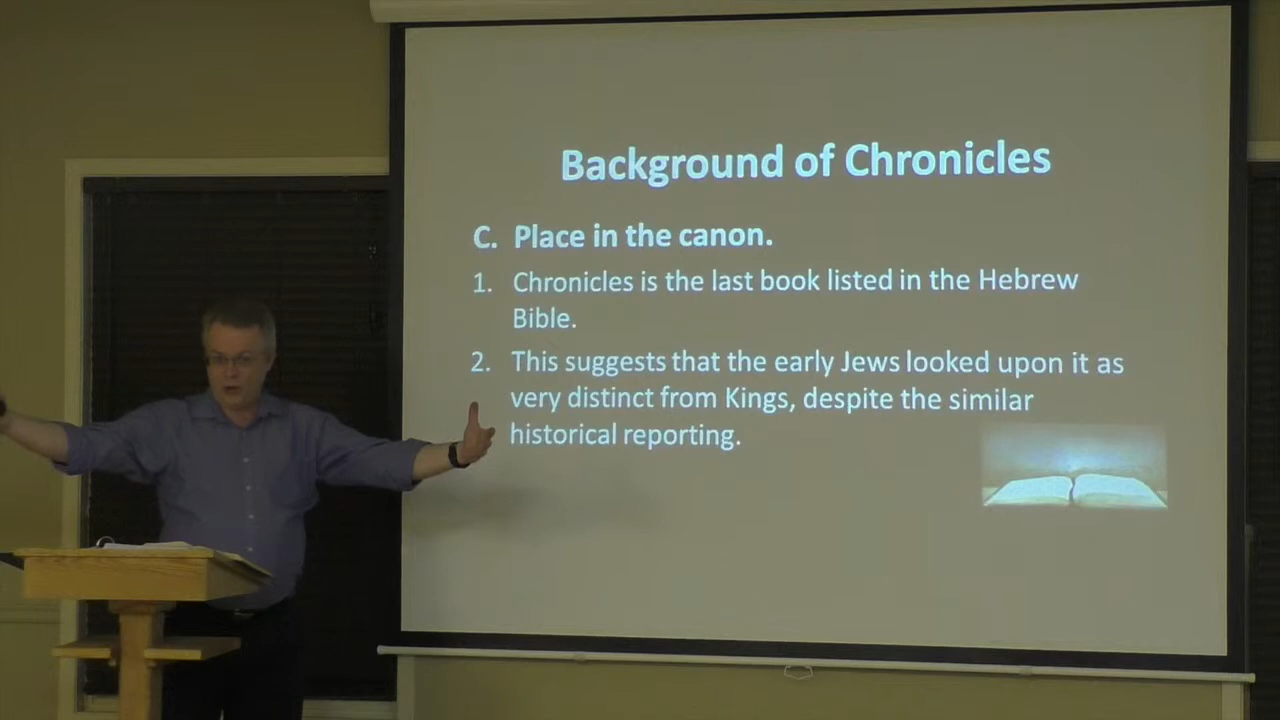 Background of Chronicles
C. Place in the canon.
1. Chronicles is the last book listed in the Hebrew
Bible.
2. This suggests that the early Jews looked upon it as
very distinct from Kings, despite the similar
historical reporting.